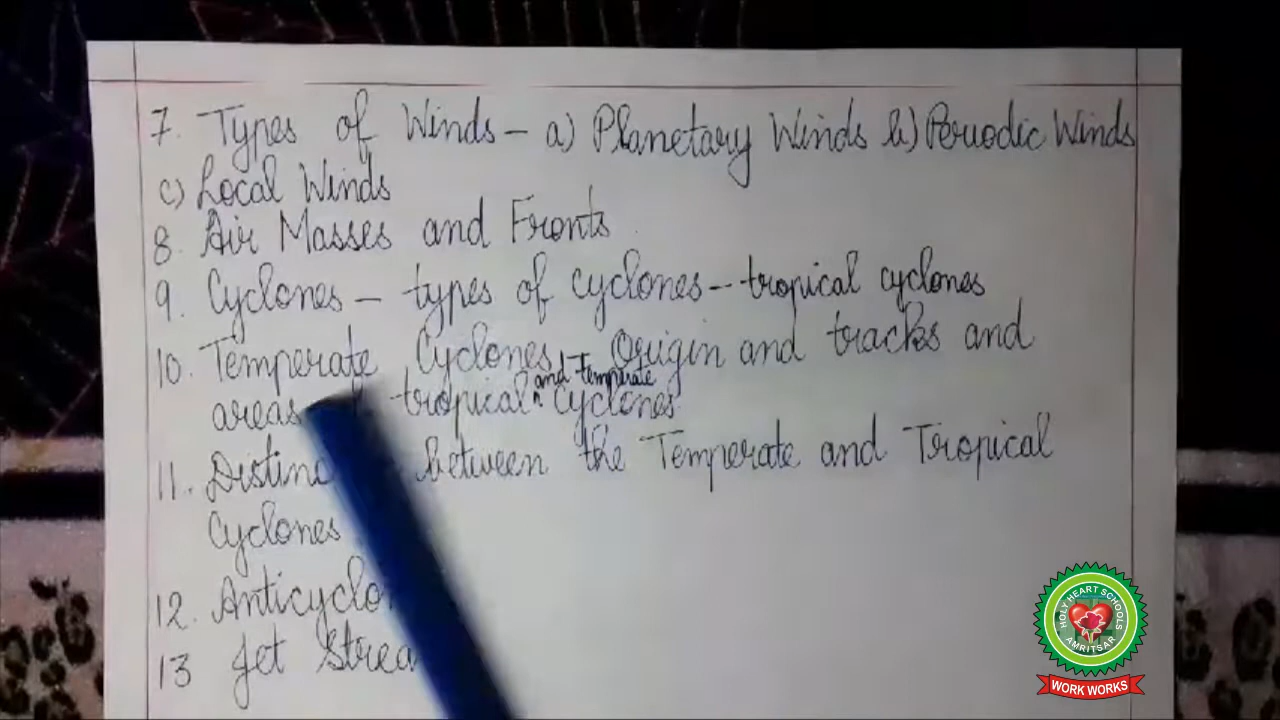 7. Types of Winds - a) Planetary Winds b) Periodic Winds
c) Local Winds
8. Air Masses and Fronts
9. Cyclones - types of cyclones - tropical cyclones
10. Temperate Cyclones Origin and tracks and
and Temperate
areas tropical Cyclones
11. between the Temperate and Tropical
Cyclones
12.
13 Jet
HOLY HEART SCHOOLS
AMRITSAR
WORK WORKS